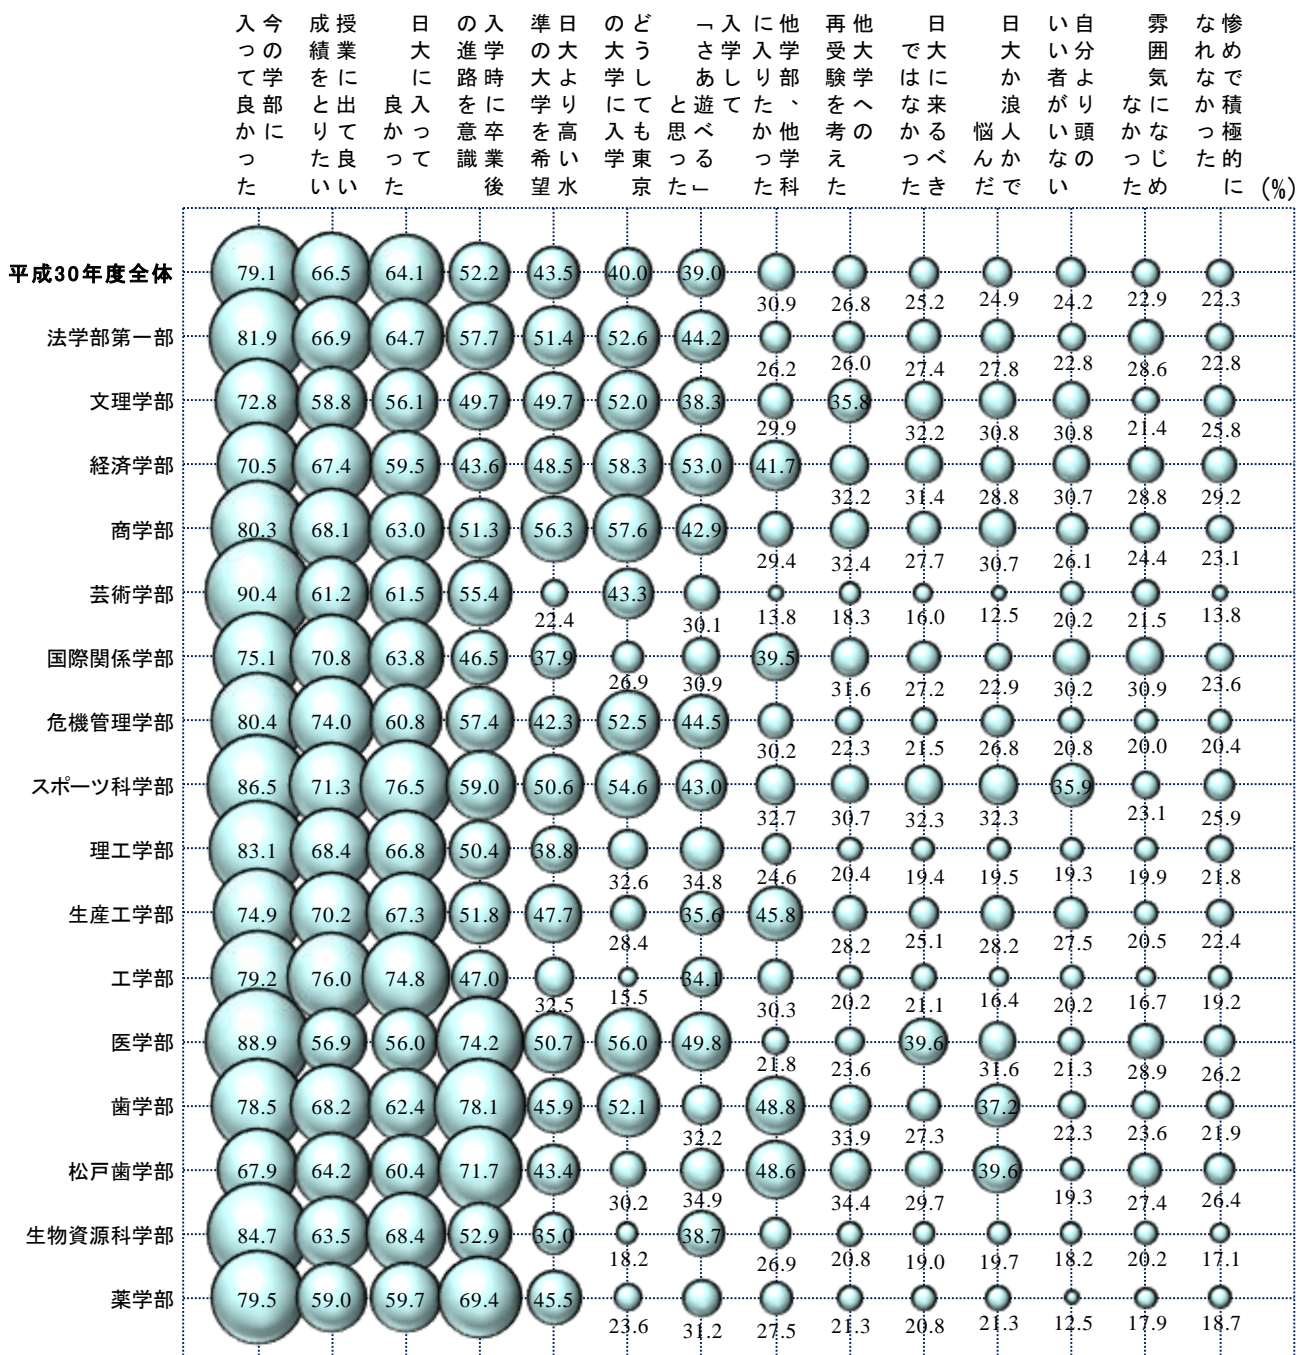 今の学部に
入って良かった
授業に出て良い
成績をとりたい
日大に入って
良かった
入学時に卒業後
の進路を意識
日大より高い水
準の大学を希望
どうしても東京
の大学に入学
入学して
「さあ遊べる」
と思った
他学部、他学科
に入りたかった
他大学への
再受験を考えた
日大に来るべき
ではなかった
日大か浪人かで
悩んだ
自分より頭の
いい者がいない
雰囲気になじめ
なかった
惨めで積極的に
なれなかった
(%)
平成30年度全体 79.1 66.5 64.1 52.2 43.5 40.0 39.0 30.9 26.8 25.2 24.9 24.2 22.9 22.3
法学部第一部 81.9 66.9 64.7 57.7 51.4 52.6 44.2 26.2 26.0 27.4 27.8 22.8 28.6 22.8
文理学部 72.8 58.8 56.1 49.7 49.7 52.0 38.3 29.9 35.8 32.2 30.8 30.8 21.4 25.8
経済学部 70.5 67.4 59.5 43.6 48.5 58.3 53.0 41.7 32.2 31.4 28.8 30.7 28.8 29.2
商学部 80.3 68.1 63.0 51.3 56.3 57.6 42.9 29.4 32.4 27.7 30.7 26.1 24.4 23.1
芸術学部 90.4 61.2 61.5 55.4 22.4 43.3 30.1 13.8 18.3 16.0 12.5 20.2 21.5 13.8
国際関係学部 75.1 70.8 63.8 46.5 37.9 26.9 30.9 39.5 31.6 27.2 22.9 30.2 30.9 23.6
危機管理学部 80.4 74.0 60.8 57.4 42.3 52.5 44.5 30.2 22.3 21.5 26.8 20.8 20.0 20.4
スポーツ科学部 86.5 71.3 76.5 59.0 50.6 54.6 43.0 32.7 30.7 32.3 32.3 35.9 23.1 25.9
理工学部 83.1 68.4 66.8 50.4 38.8 32.6 34.8 24.6 20.4 19.4 19.5 19.3 19.9 21.8
生産工学部 74.9 70.2 67.3 51.8 47.7 28.4 35.6 45.8 28.2 25.1 28.2 27.5 20.5 22.4
工学部 79.2 76.0 74.8 47.0 32.5 15.5 34.1 30.3 20.2 21.1 16.4 20.2 16.7 19.2
医学部 88.9 56.9 56.0 74.2 50.7 56.0 49.8 21.8 23.6 39.6 31.6 21.3 28.9 26.2
歯学部 78.5 68.2 62.4 78.1 45.9 52.1 32.2 48.8 33.9 27.3 37.2 22.3 23.6 21.9
松戸歯学部 67.9 64.2 60.4 71.7 43.4 30.2 34.9 48.6 34.4 29.7 39.6 19.3 27.4 26.4
生物資源科学部 84.7 63.5 68.4 52.9 35.0 18.2 38.7 26.9 20.8 19.0 19.7 18.2 20.2 17.1
薬学部 79.5 59.0 59.7 69.4 45.5 23.6 31.2 27.5 21.3 20.8 21.3 12.5 17.9 18.7